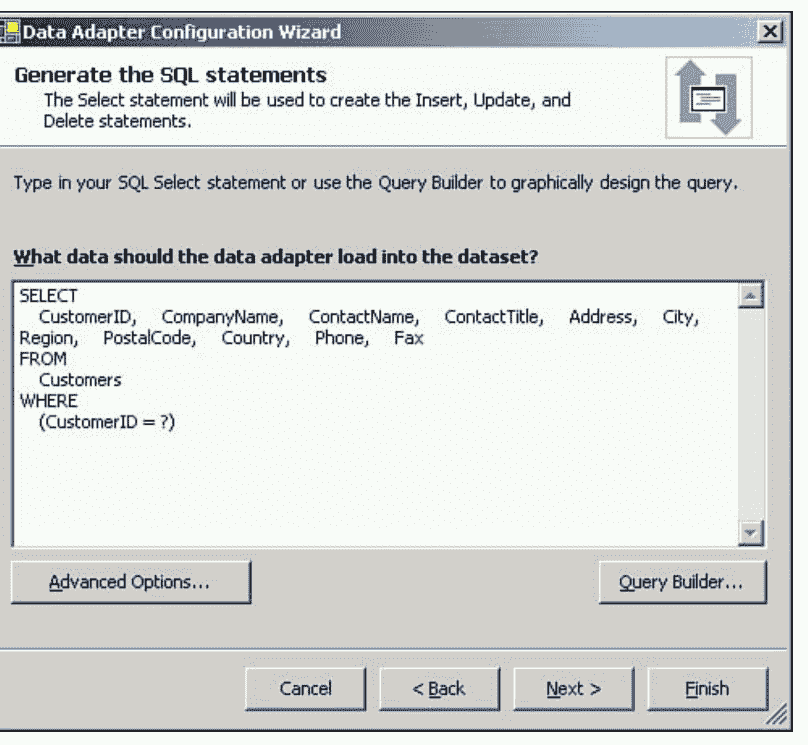 Data Adapter Configuration Wizard
Generate the SQL statements
The Select statement will be used to create the Insert, Update, and
Delete statements.
Type in your SQL Select statement or use the Query Builder to graphically design the query.
What data should the data adapter load into the dataset?
SELECT
CustomerID, CompanyName, ContactName, ContactTitle, Address, City,
Region, PostalCode, Country, Phone, Fax
FROM
Customers
WHERE
(CustomerID = ?)
Advanced Options... Query Builder...
Cancel < Back Next > Finish